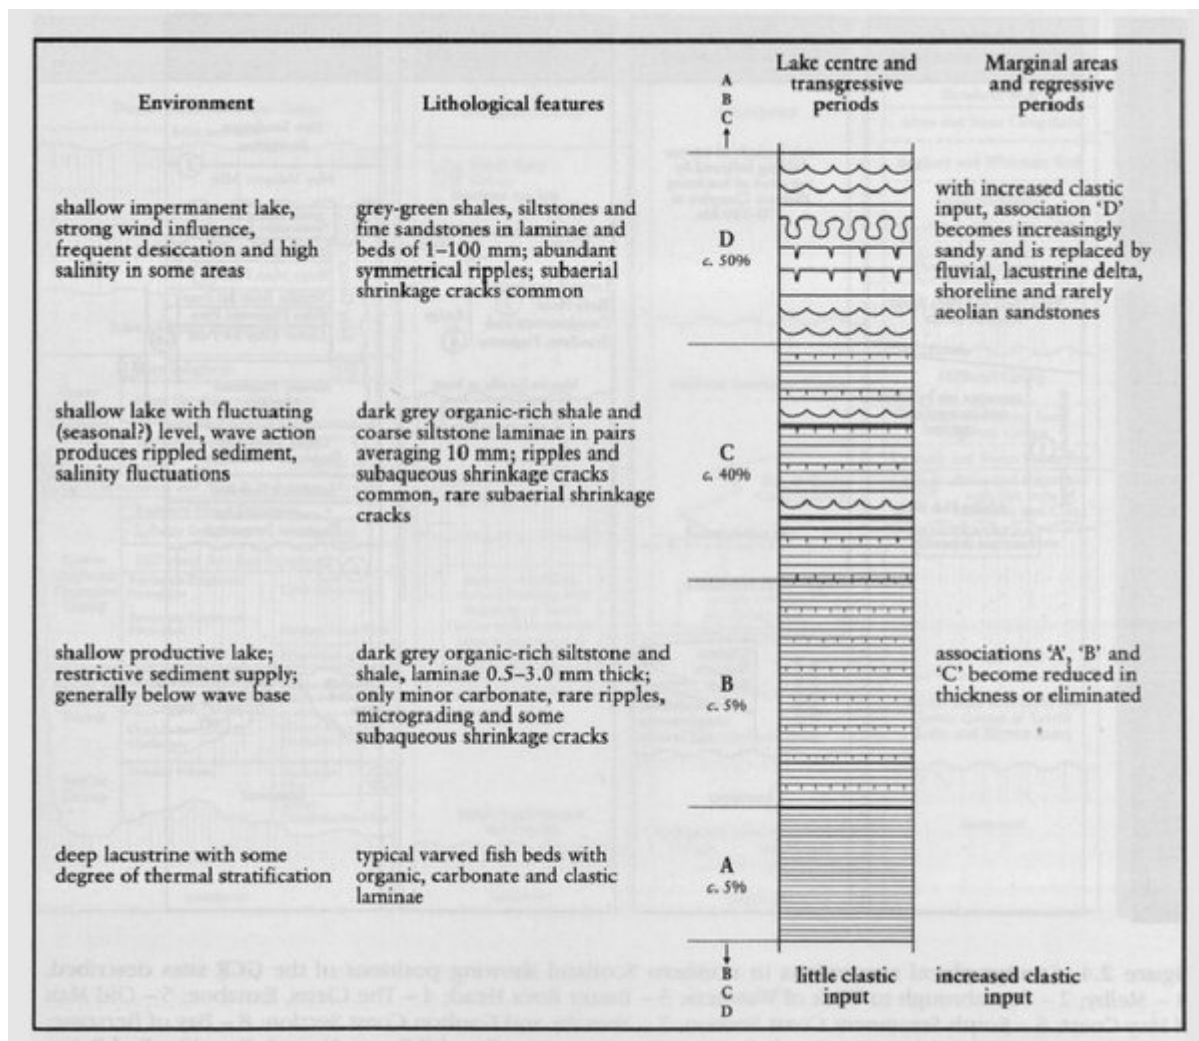 Environment
Lithological features
A
B
C
Lake centre and
transgressive
periods
Marginal areas
and regressive
periods
shallow impermanent lake,
strong wind influence,
frequent desiccation and high
salinity in some areas
grey-green shales, siltstones and
fine sandstones in laminae and
beds of 1–100 mm; abundant
symmetrical ripples; subaerial
shrinkage cracks common
D
c. 50%
with increased clastic
input, association ‘D’
becomes increasingly
sandy and is replaced by
fluvial, lacustrine delta,
shoreline and rarely
aeolian sandstones
shallow lake with fluctuating
(seasonal?) level, wave action
produces rippled sediment,
salinity fluctuations
dark grey organic-rich shale and
coarse siltstone laminae in pairs
averaging 10 mm; ripples and
subaqueous shrinkage cracks
common, rare subaerial shrinkage
cracks
C
c. 40%
shallow productive lake;
restrictive sediment supply;
generally below wave base
dark grey organic-rich siltstone and
shale, laminae 0.5–3.0 mm thick;
only minor carbonate, rare ripples,
micrograding and some
subaqueous shrinkage cracks
B
c. 5%
associations ‘A’, ‘B’ and
‘C’ become reduced in
thickness or eliminated
deep lacustrine with some
degree of thermal stratification
typical varved fish beds with
organic, carbonate and clastic
laminae
A
c. 5%
B
C
D
little clastic
input
increased clastic
input